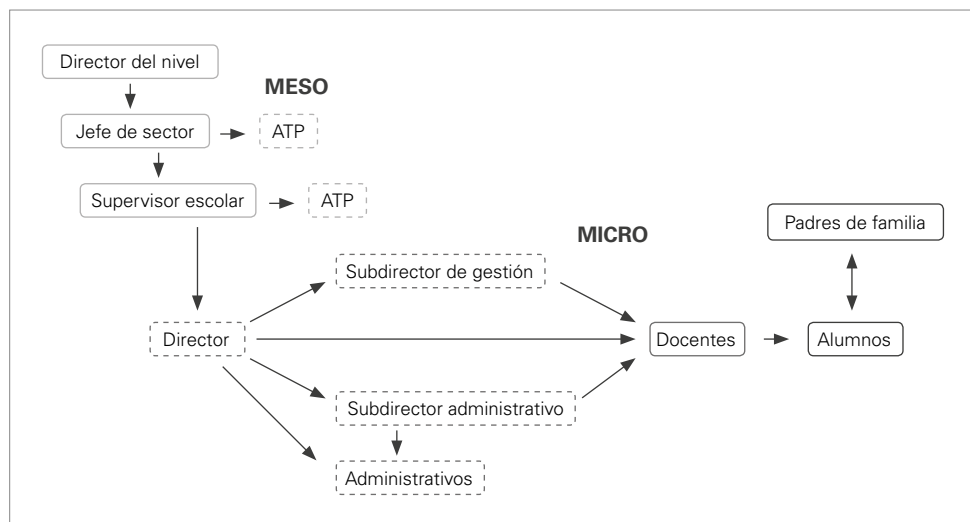 Director del nivel
MESO
Jefe de sector
ATP
Supervisor escolar
ATP
MICRO
Padres de familia
Subdirector de gestión
Director
Docentes
Alumnos
Subdirector administrativo
Administrativos